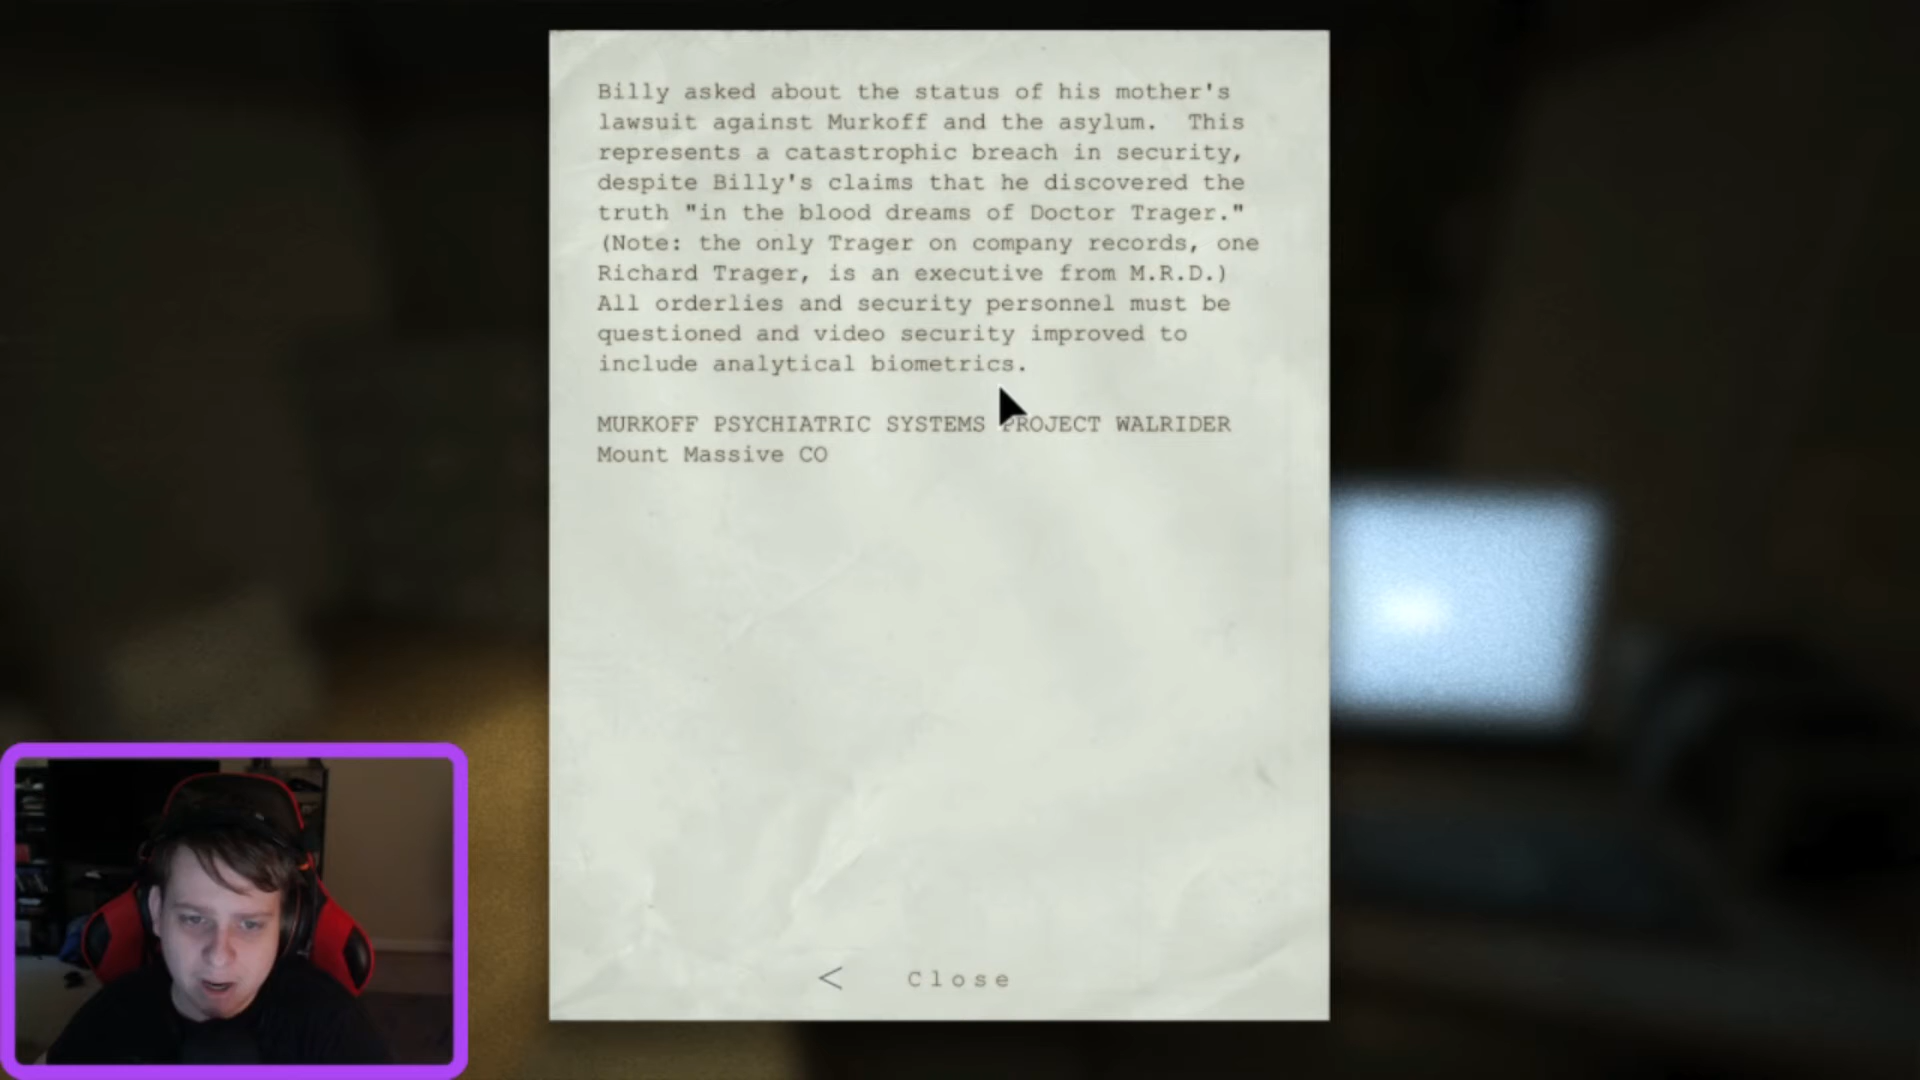 Billy asked about the status of his mother's
lawsuit against Murkoff and the asylum.  This
represents a catastrophic breach in security,
despite Billy's claims that he discovered the
truth "in the blood dreams of Doctor Trager."
(Note: the only Trager on company records, one
Richard Trager, is an executive from M.R.D.)
All orderlies and security personnel must be
questioned and video security improved to
include analytical biometrics.
MURKOFF PSYCHIATRIC SYSTEMS PROJECT WALRIDER
Mount Massive CO
< Close